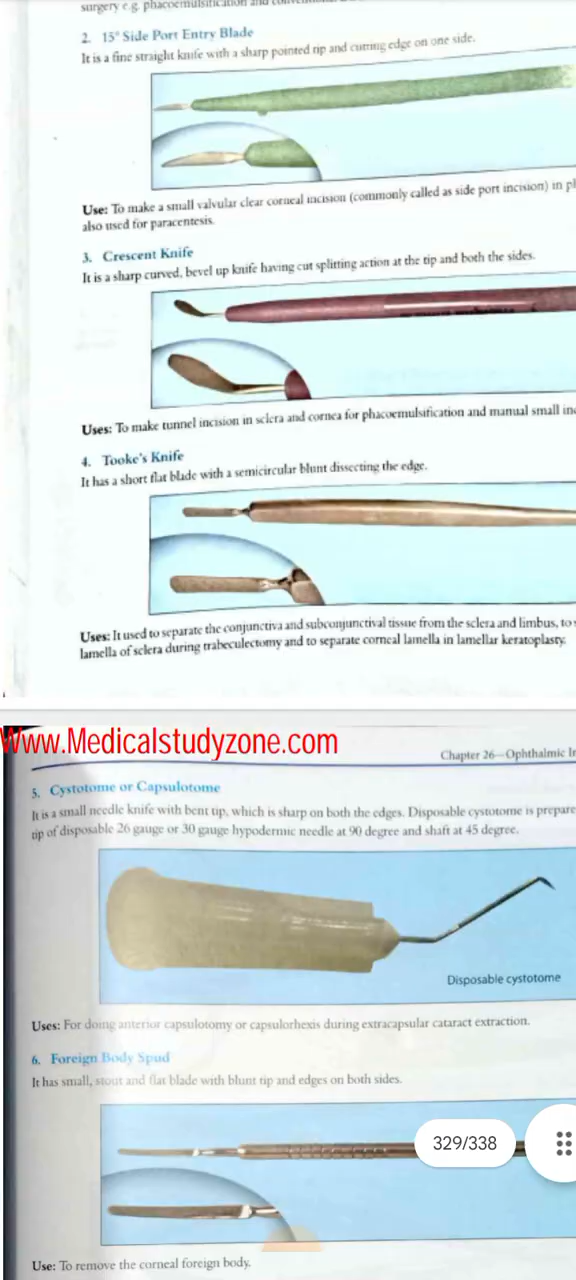 surgery e.g. phacoemulsification and
2. 15° Side Port Entry Blade
It is a fine straight knife with a sharp pointed tip and cutting edge on one side.
Use: To make a small valvular clear corneal incision (commonly called as side port incision) in
also used for paracentesis.
3. Crescent Knife
It is a sharp curved, bevel up knife having cut splitting action at the tip and both the sides.
Uses: To make tunnel incision in sclera and cornea for phacoemulsification and manual small
4. Tooke's Knife
It has a short flat blade with a semicircular blunt dissecting the edge.
Uses: It used to separate the conjunctiva and subconjunctival tissue from the sclera and limbus, to
lamella of sclera during trabeculectomy and to separate corneal lamella in lamellar keratoplasty.
Www.Medicalstudyzone.com
Chapter 26—Ophthalmic In
5. Cystotome or Capsulotome
It is a small needle knife with bent tip, which is sharp on both the edges. Disposable cystotome is prepare
tip of disposable 26 gauge or 30 gauge hypodermic needle at 90 degree and shaft at 45 degree.
Disposable cystotome
Uses: For doing anterior capsulotomy or capsulorhexis during extracapsular cataract extraction.
6. Foreign Body Spud
It has small, stout and flat blade with blunt tip and edges on both sides.
329/338
Use: To remove the corneal foreign body.